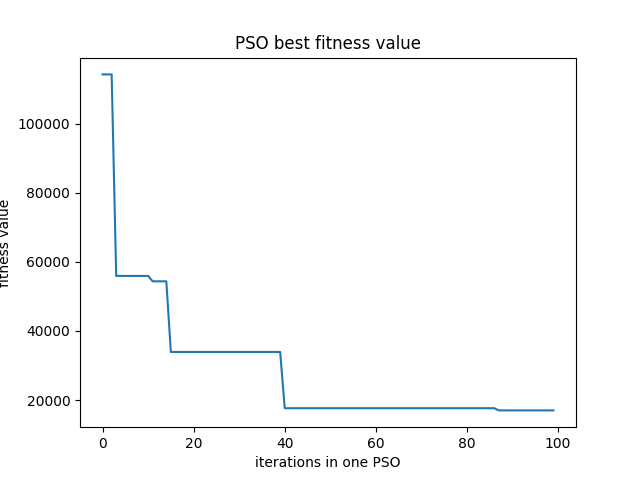 PSO best fitness value
fitness value
100000
80000
60000
40000
20000
0 20 40 60 80 100
iterations in one PSO